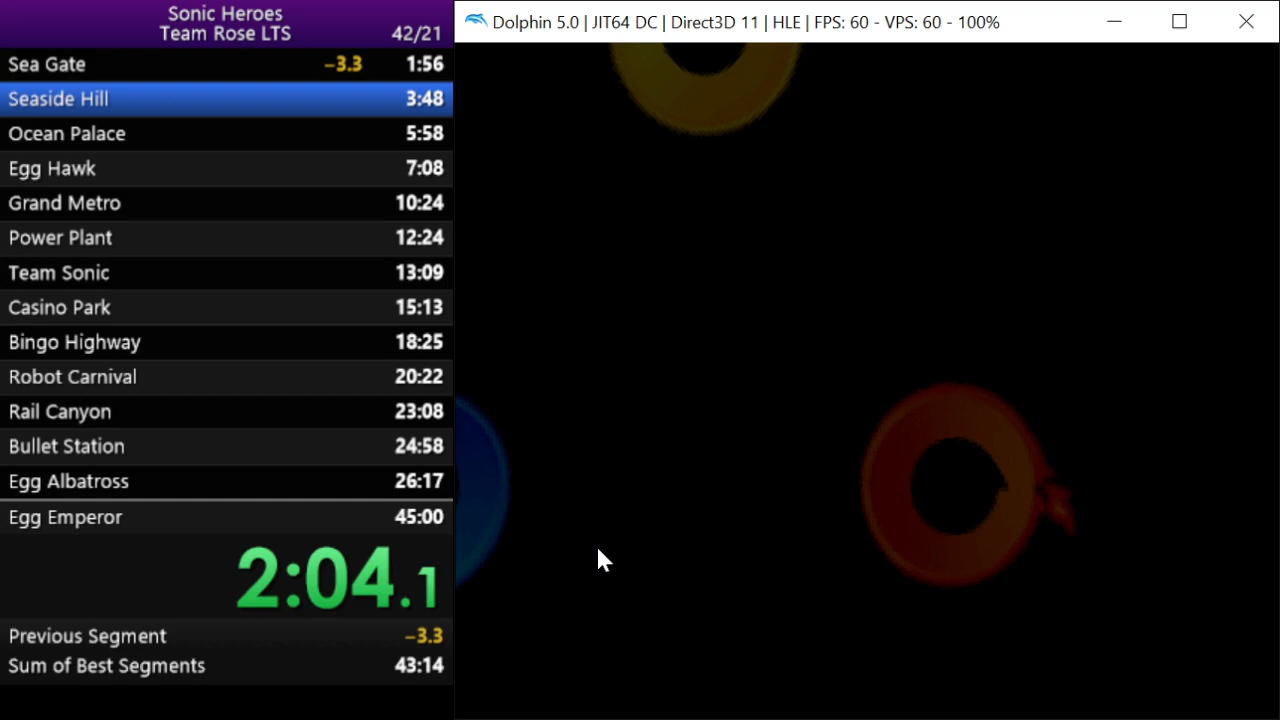 Sonic Heroes
Team Rose LTS 42/21
Sea Gate −3.3 1:56
Seaside Hill 3:48
Ocean Palace 5:58
Egg Hawk 7:08
Grand Metro 10:24
Power Plant 12:24
Team Sonic 13:09
Casino Park 15:13
Bingo Highway 18:25
Robot Carnival 20:22
Rail Canyon 23:08
Bullet Station 24:58
Egg Albatross 26:17
Egg Emperor 45:00
2:04.1
Previous Segment −3.3
Sum of Best Segments 43:14
Dolphin 5.0 | JIT64 DC | Direct3D 11 | HLE | FPS: 60 - VPS: 60 - 100%